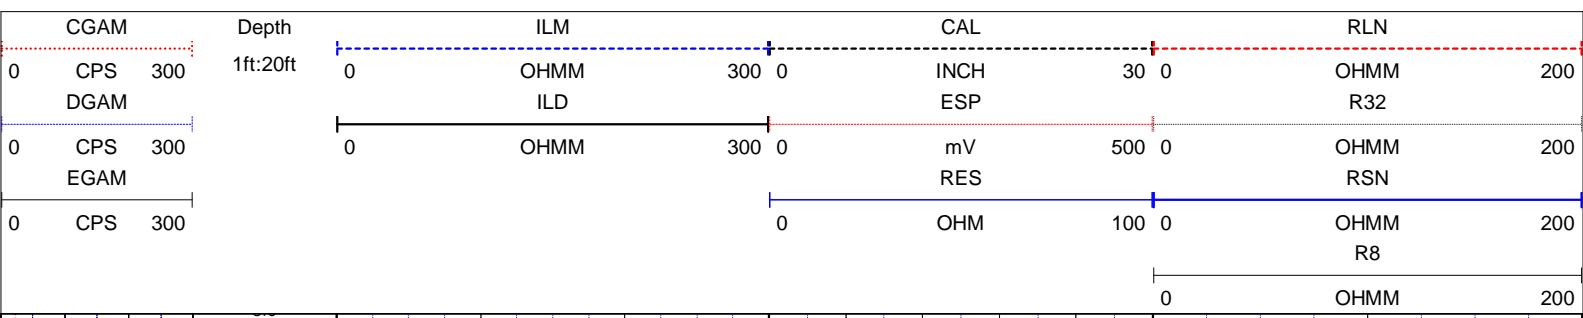 CGAM Depth ILM CAL RLN
1ft:20ft
0 CPS 300 0 OHMM 300 0 INCH 30 0 OHMM 200
DGAM ILD ESP R32
0 CPS 300 0 OHMM 300 0 mV 500 0 OHMM 200
EGAM RES RSN
0 CPS 300 0 OHM 100 0 OHMM 200
R8
0 OHMM 200